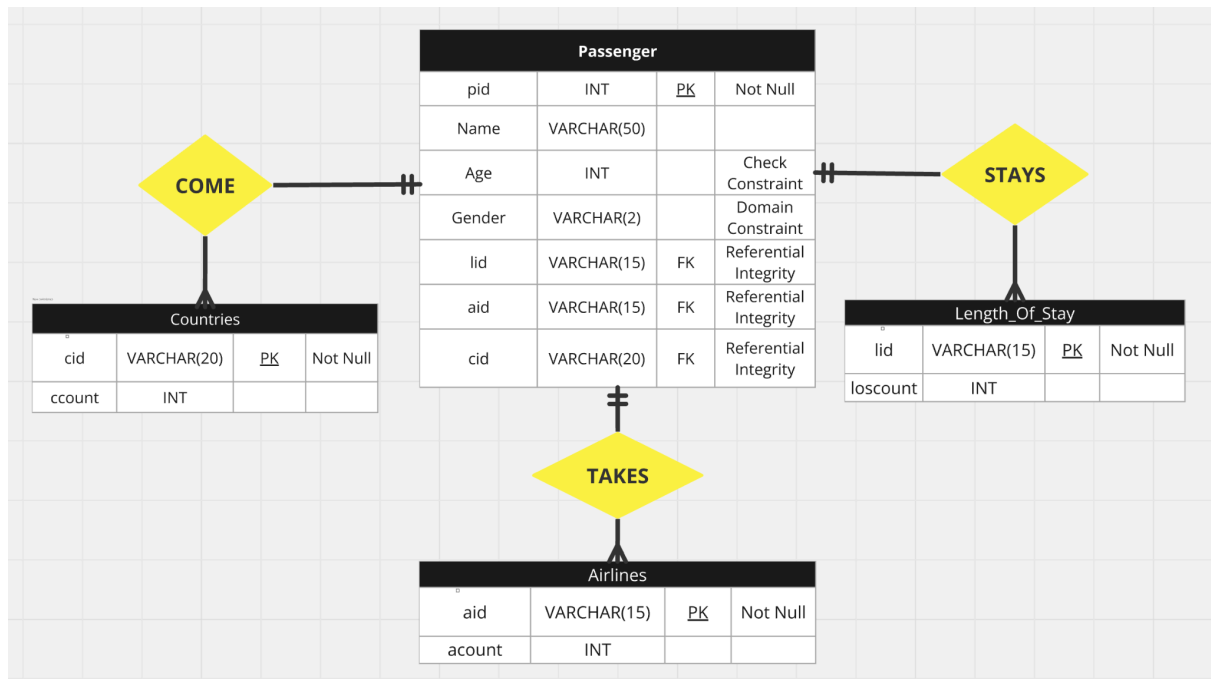 Passenger
pid INT PK Not Null
Name VARCHAR(50)
Age INT Check
Constraint
Gender VARCHAR(2) Domain
Constraint
lid VARCHAR(15) FK Referential
Integrity
aid VARCHAR(15) FK Referential
Integrity
cid VARCHAR(20) FK Referential
Integrity
COME
STAYS
Countries
cid VARCHAR(20) PK Not Null
ccount INT
Length_Of_Stay
lid VARCHAR(15) PK Not Null
loscount INT
TAKES
Airlines
aid VARCHAR(15) PK Not Null
acount INT